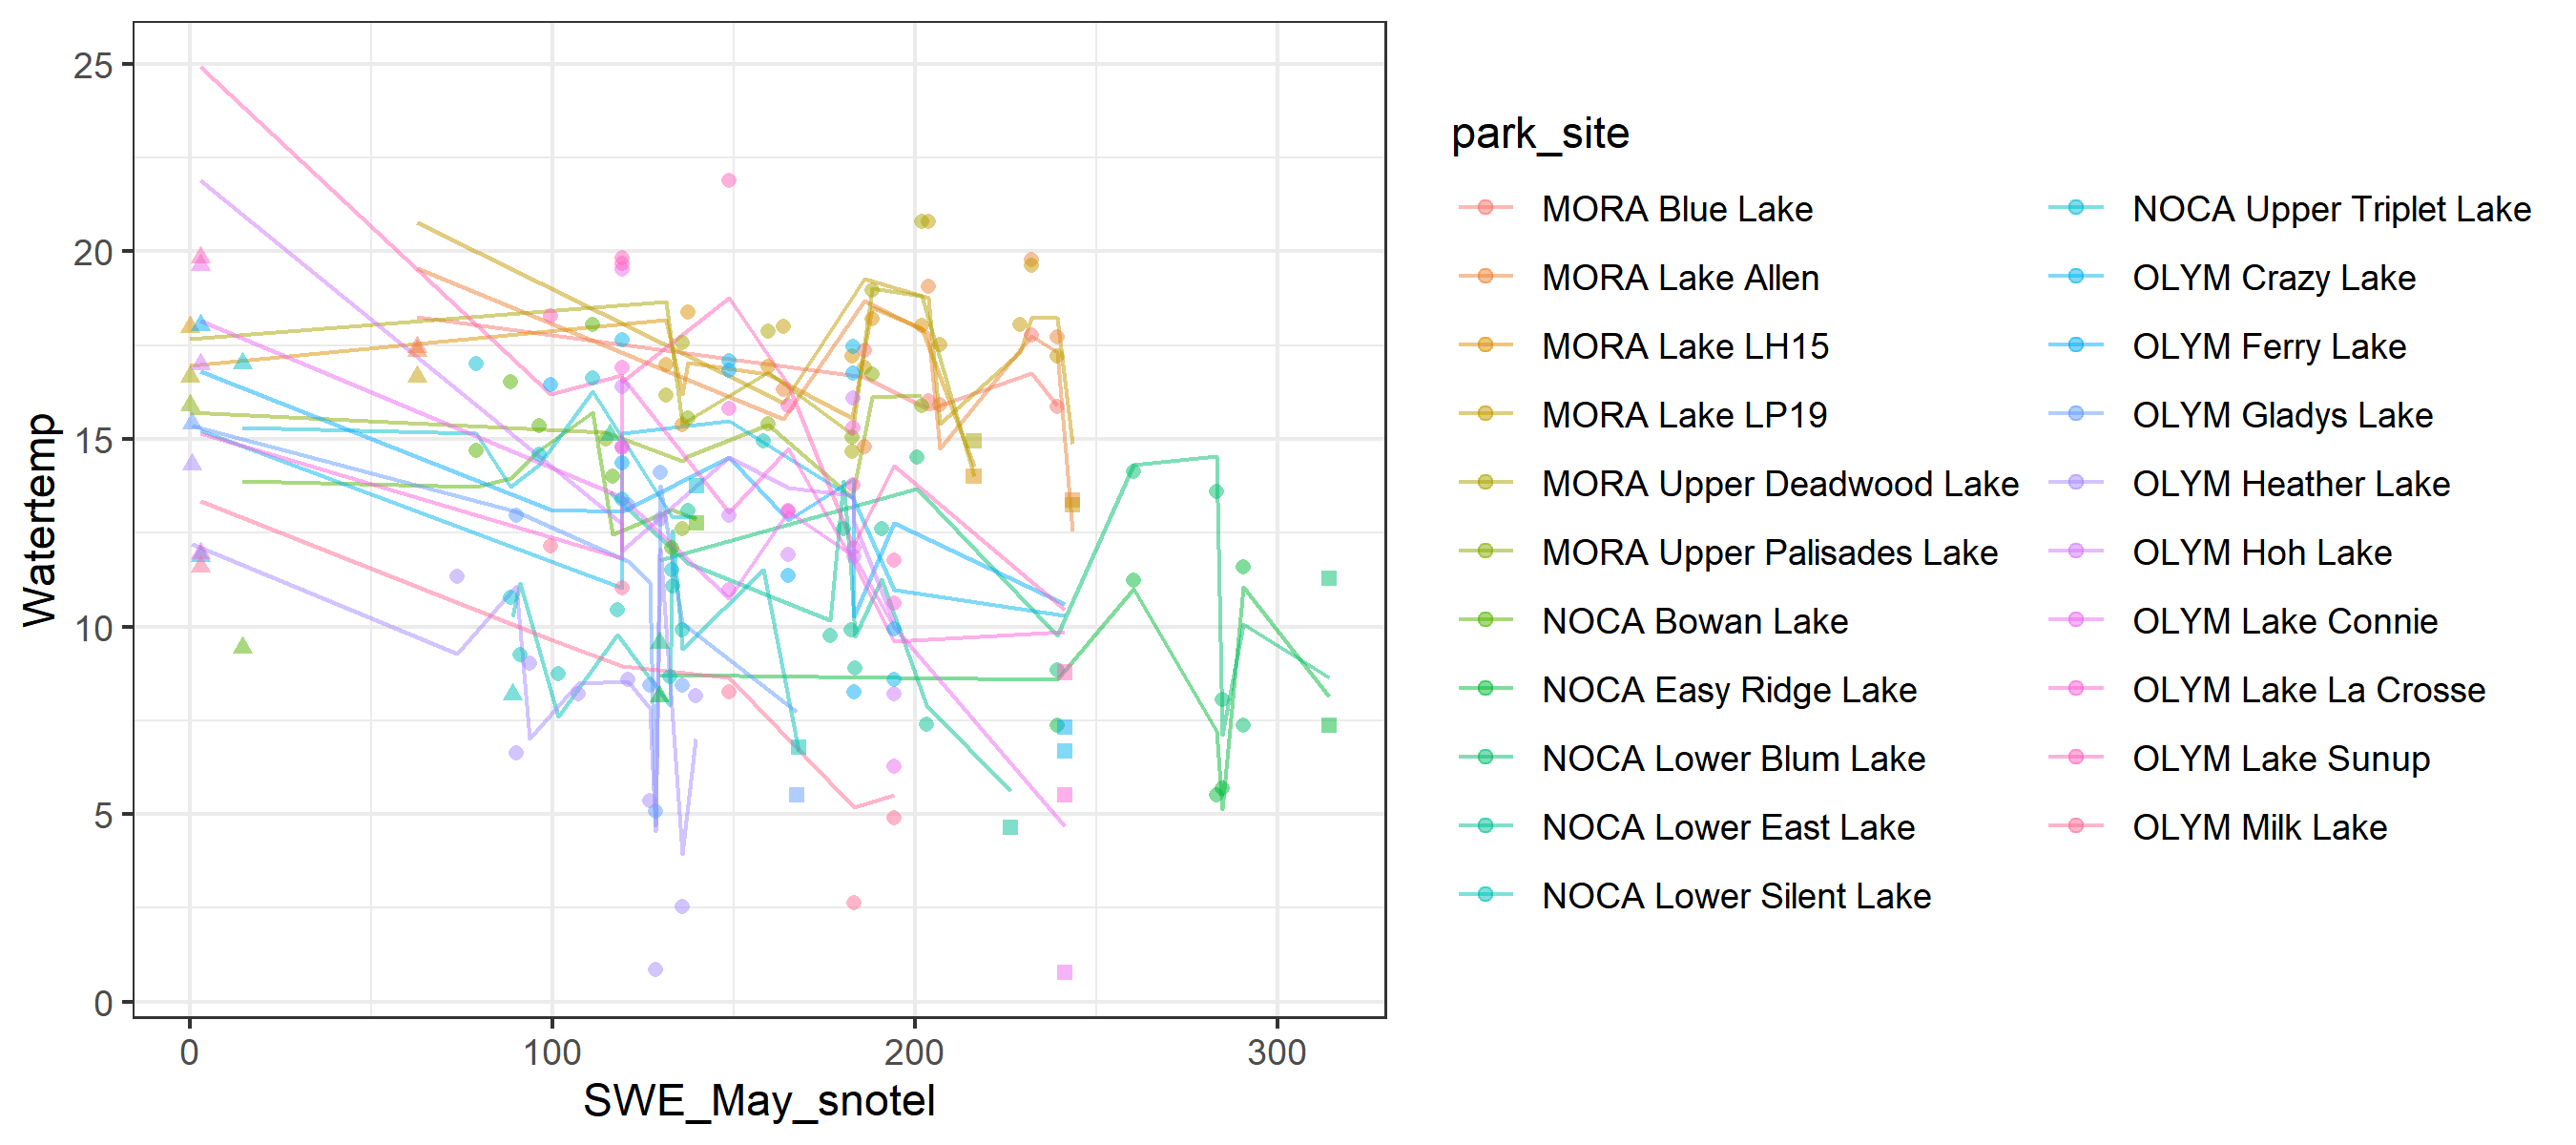 25
20
15
10
5
0
Watertemp
0
100
200
300
SWE_May_snotel
park_site
MORA Blue Lake
MORA Lake Allen
MORA Lake LH15
MORA Lake LP19
MORA Upper Deadwood Lake
MORA Upper Palisades Lake
NOCA Bowan Lake
NOCA Easy Ridge Lake
NOCA Lower Blum Lake
NOCA Lower East Lake
NOCA Lower Silent Lake
NOCA Upper Triplet Lake
OLYM Crazy Lake
OLYM Ferry Lake
OLYM Gladys Lake
OLYM Heather Lake
OLYM Hoh Lake
OLYM Lake Connie
OLYM Lake La Crosse
OLYM Lake Sunup
OLYM Milk Lake